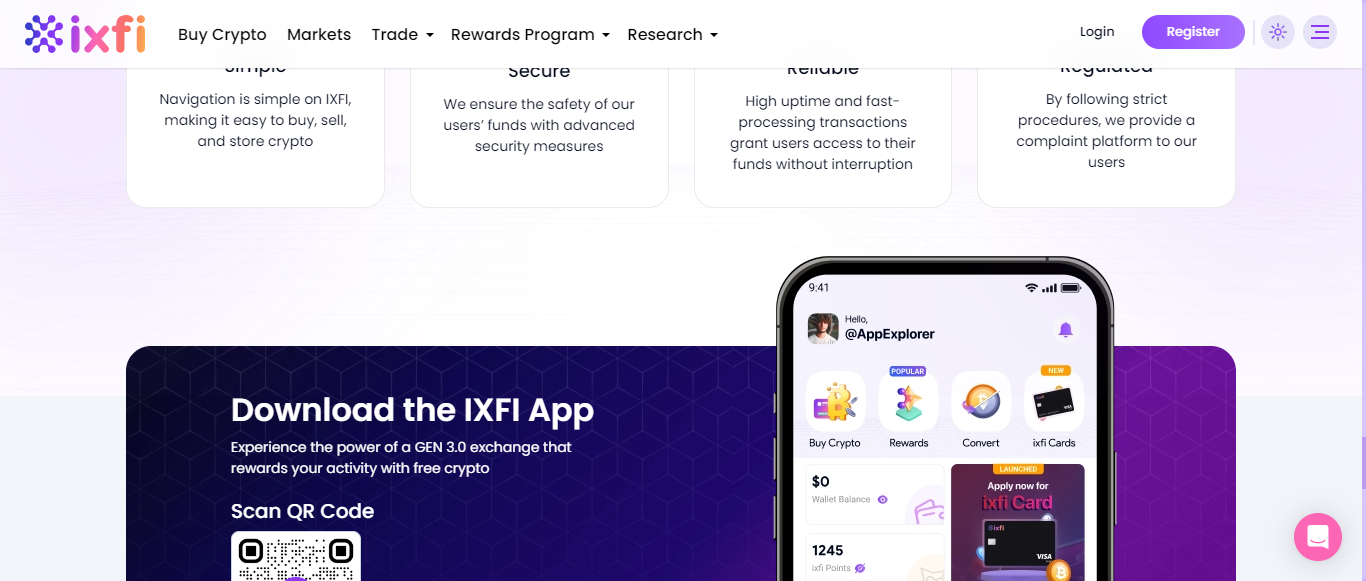 ixfi
Buy Crypto
Markets
Trade
Rewards Program
Research
Login
Register
Simple
Navigation is simple on IXFI,
making it easy to buy, sell,
and store crypto
Secure
We ensure the safety of our
users’ funds with advanced
security measures
Reliable
High uptime and fast-
processing transactions
grant users access to their
funds without interruption
Regulated
By following strict
procedures, we provide a
complaint platform to our
users
Download the IXFI App
Experience the power of a GEN 3.0 exchange that
rewards your activity with free crypto
Scan QR Code
9:41
Hello,
@AppExplorer
POPULAR
NEW
Buy Crypto
Rewards
Convert
ixfi Cards
$0
Wallet Balance
1245
ixfi Points
LAUNCHED
Apply now for
ixfi Card
ixfi
VISA